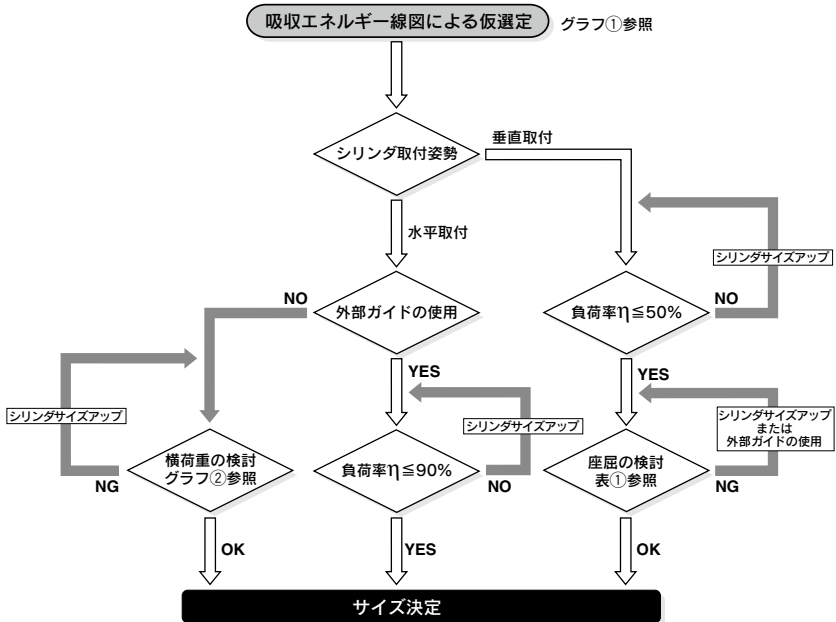 吸収エネルギー線図による仮選定
グラフ①参照
シリンダ取付姿勢
垂直取付
水平取付
シリンダサイズアップ
NO
外部ガイドの使用
負荷率η≦50%
NO
YES
YES
シリンダサイズアップ
シリンダサイズアップ
シリンダサイズアップ
または
外部ガイドの使用
横荷重の検討
グラフ②参照
NG
負荷率η≦90%
NO
座屈の検討
表①参照
NG
OK
YES
OK
サイズ決定